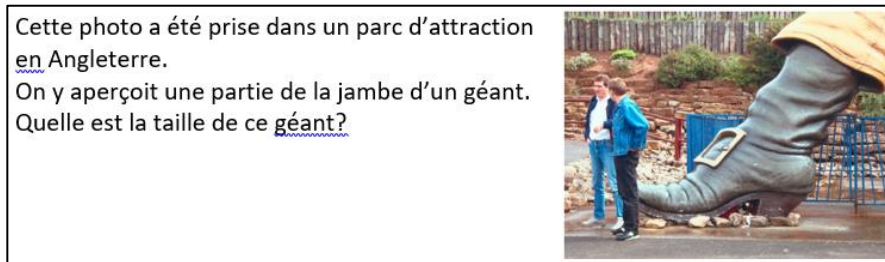 Cette photo a été prise dans un parc d’attraction
en Angleterre.
On y aperçoit une partie de la jambe d’un géant.
Quelle est la taille de ce géant?